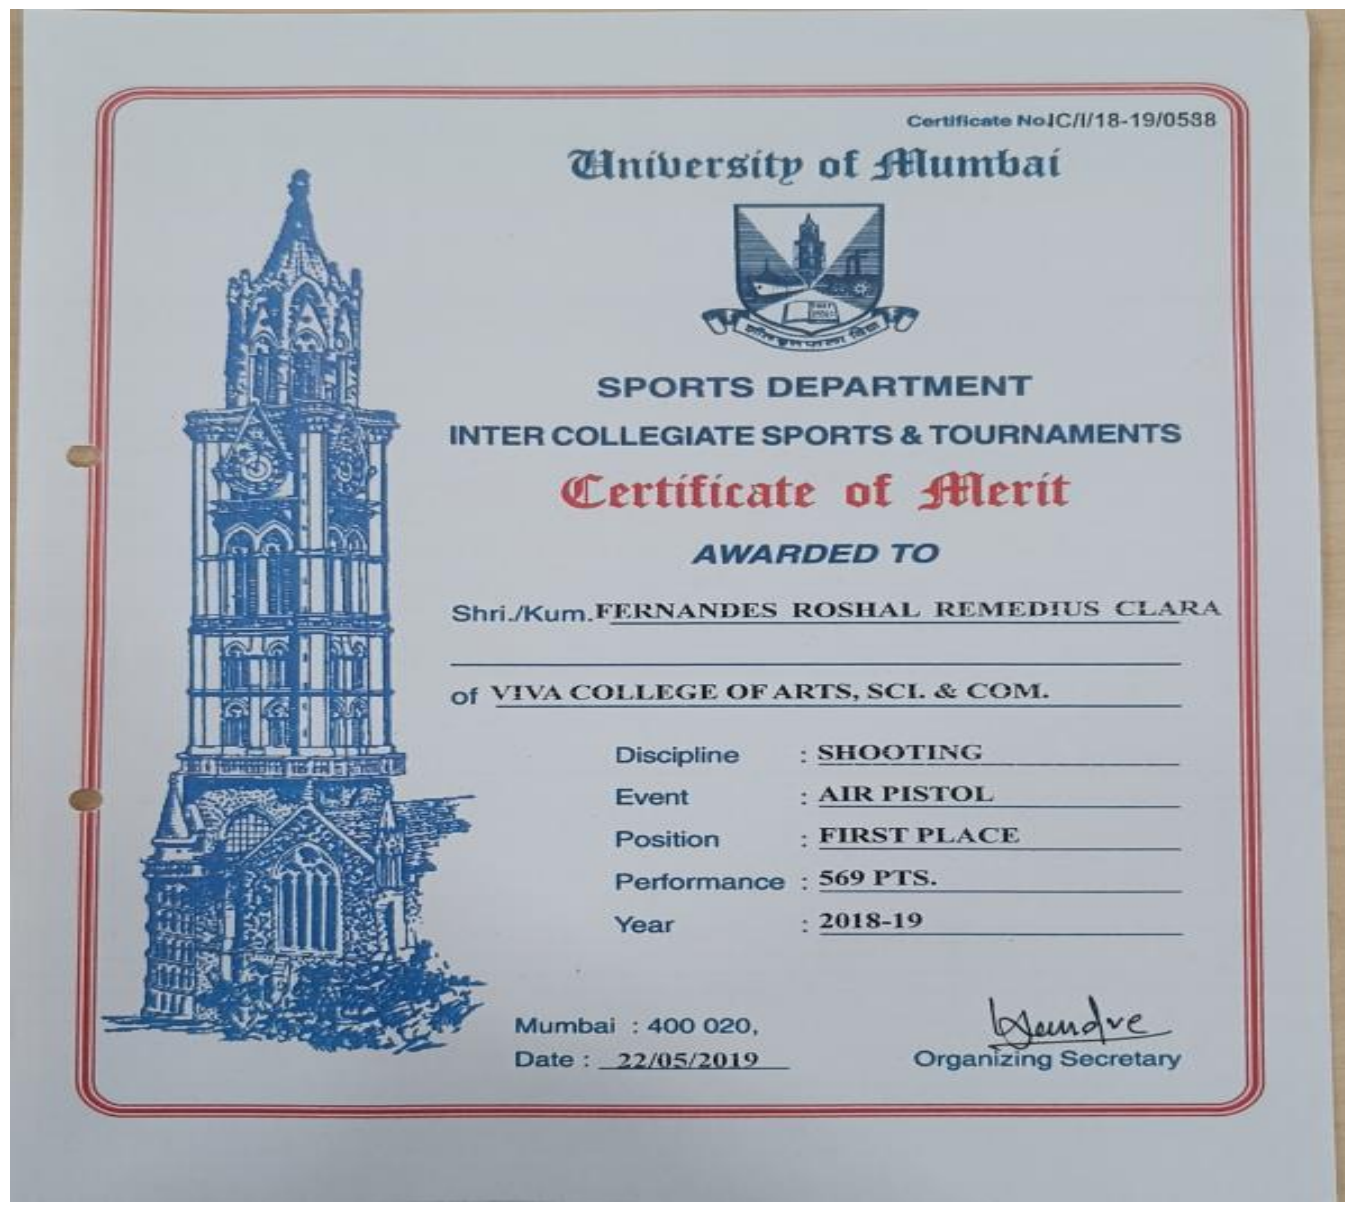 Certificate No.IC/I/18-19/0538
University of Mumbai
SPORTS DEPARTMENT
INTER COLLEGIATE SPORTS & TOURNAMENTS
Certificate of Merit
AWARDED TO
Shri./Kum. FERNANDES ROSHAL REMEDIUS CLARA
of VIVA COLLEGE OF ARTS, SCI. & COM.
Discipline : SHOOTING
Event : AIR PISTOL
Position : FIRST PLACE
Performance : 569 PTS.
Year : 2018-19
Mumbai : 400 020,
Date : 22/05/2019
Organizing Secretary